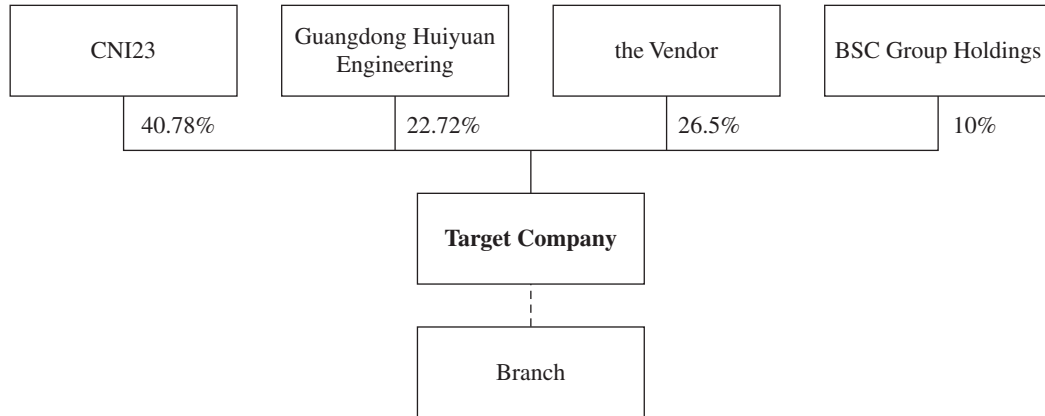 CNI23
Guangdong Huiyuan
Engineering
the Vendor
BSC Group Holdings
40.78%
22.72%
26.5%
10%
Target Company
Branch